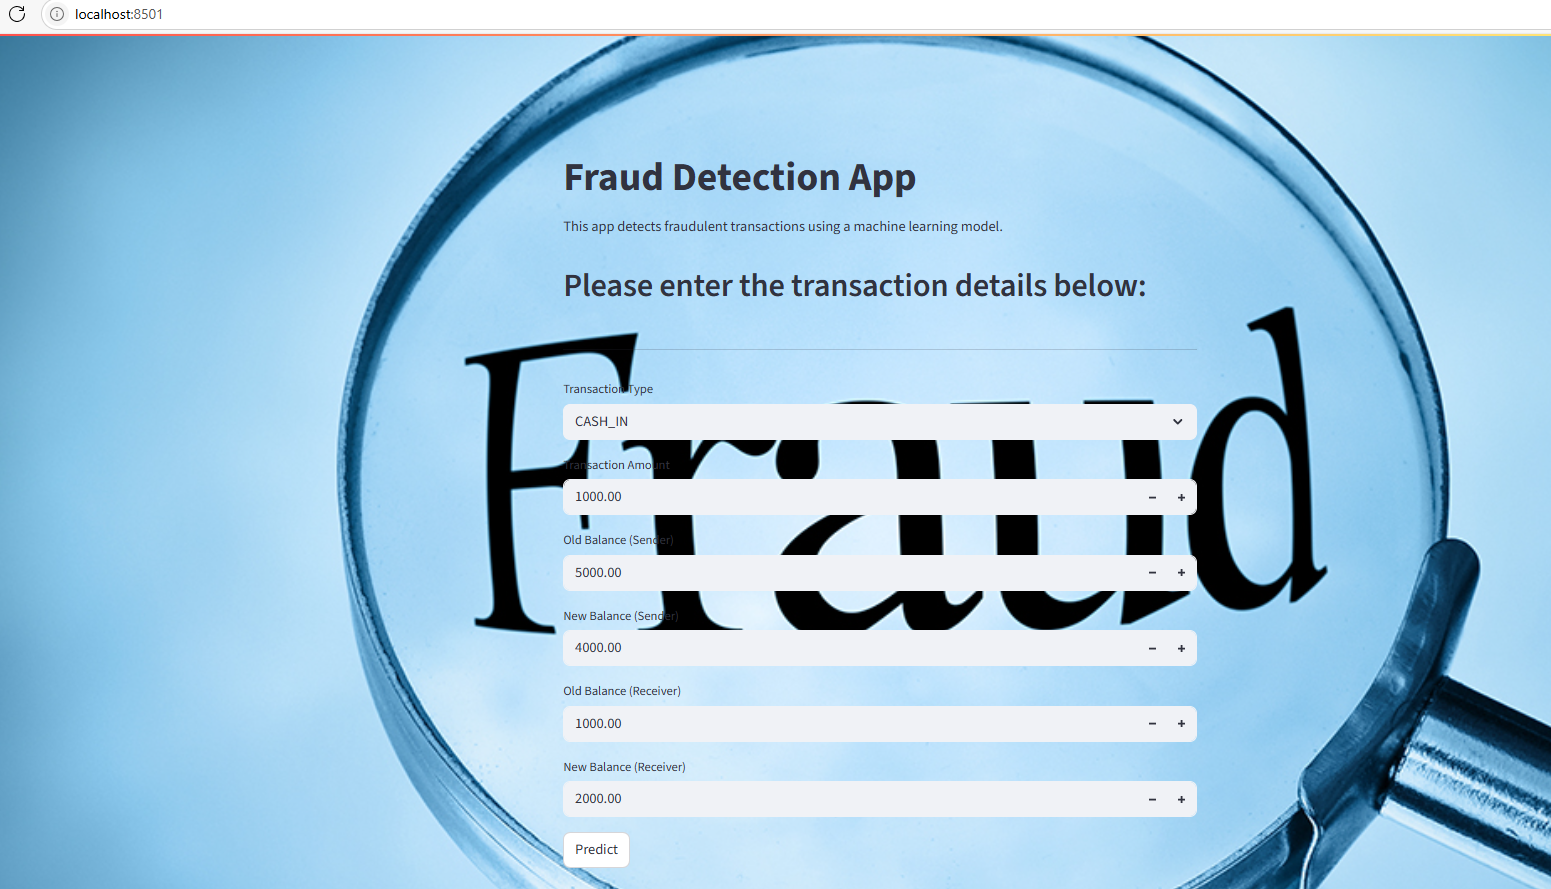 localhost:8501
Fraud Detection App
This app detects fraudulent transactions using a machine learning model.
Please enter the transaction details below:
Fraud
Transaction Type
CASH_IN
Transaction Amount
1000.00
Old Balance (Sender)
5000.00
New Balance (Sender)
4000.00
Old Balance (Receiver)
1000.00
New Balance (Receiver)
2000.00
Predict